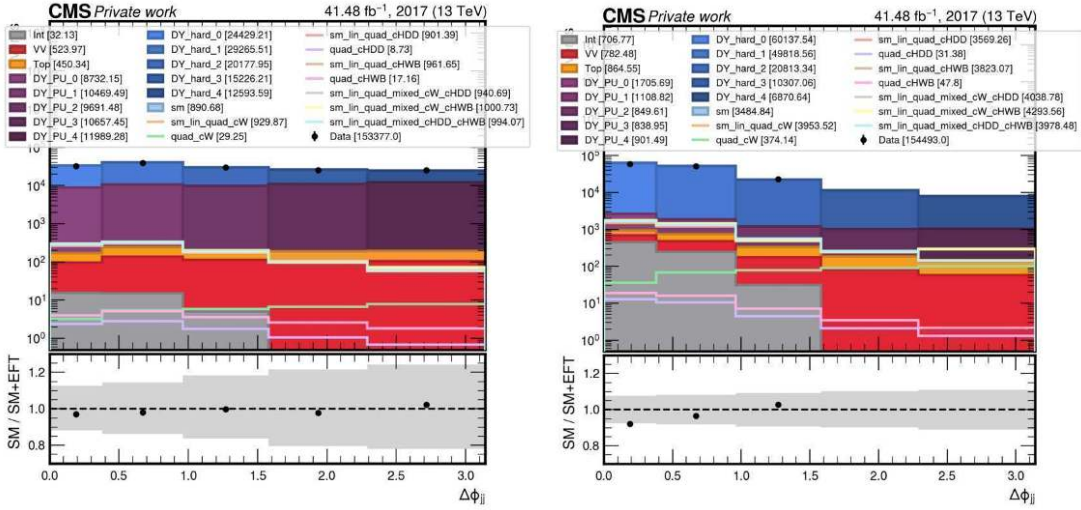 CMS Private work 41.48 fb⁻¹, 2017 (13 TeV)
Int [32.13]
VV [523.97]
Top [450.34]
DY_PU_0 [8732.15]
DY_PU_1 [10469.49]
DY_PU_2 [9691.48]
DY_PU_3 [10657.45]
DY_PU_4 [11989.28]
DY_hard_0 [24429.21]
DY_hard_1 [29265.51]
DY_hard_2 [20177.95]
DY_hard_3 [15226.21]
DY_hard_4 [12593.59]
sm [890.68]
sm_lin_quad_cW [929.87]
quad_cW [29.25]
sm_lin_quad_cHDD [901.39]
quad_cHDD [8.73]
sm_lin_quad_cHWB [961.65]
quad_cHWB [17.16]
sm_lin_quad_mixed_cW_cHDD [940.69]
sm_lin_quad_mixed_cW_cHWB [1000.73]
sm_lin_quad_mixed_cHDD_cHWB [994.07]
Data [153377.0]
10⁴
10³
10²
10¹
10⁰
SM / SM+EFT
1.2
1.0
0.8
0.0 0.5 1.0 1.5 2.0 2.5 3.0
Δϕjj
CMS Private work 41.48 fb⁻¹, 2017 (13 TeV)
Int [706.77]
VV [782.48]
Top [864.55]
DY_PU_0 [1705.69]
DY_PU_1 [1108.82]
DY_PU_2 [849.61]
DY_PU_3 [838.95]
DY_PU_4 [901.49]
DY_hard_0 [60137.54]
DY_hard_1 [49818.56]
DY_hard_2 [20813.34]
DY_hard_3 [10307.06]
DY_hard_4 [6870.64]
sm [3484.84]
sm_lin_quad_cW [3953.52]
quad_cW [374.14]
sm_lin_quad_cHDD [3569.26]
quad_cHDD [31.38]
sm_lin_quad_cHWB [3823.07]
quad_cHWB [47.8]
sm_lin_quad_mixed_cW_cHDD [4038.78]
sm_lin_quad_mixed_cW_cHWB [4293.56]
sm_lin_quad_mixed_cHDD_cHWB [3978.48]
Data [154493.0]
10⁵
10⁴
10³
10²
10¹
10⁰
SM / SM+EFT
1.2
1.0
0.8
0.0 0.5 1.0 1.5 2.0 2.5 3.0
Δϕjj